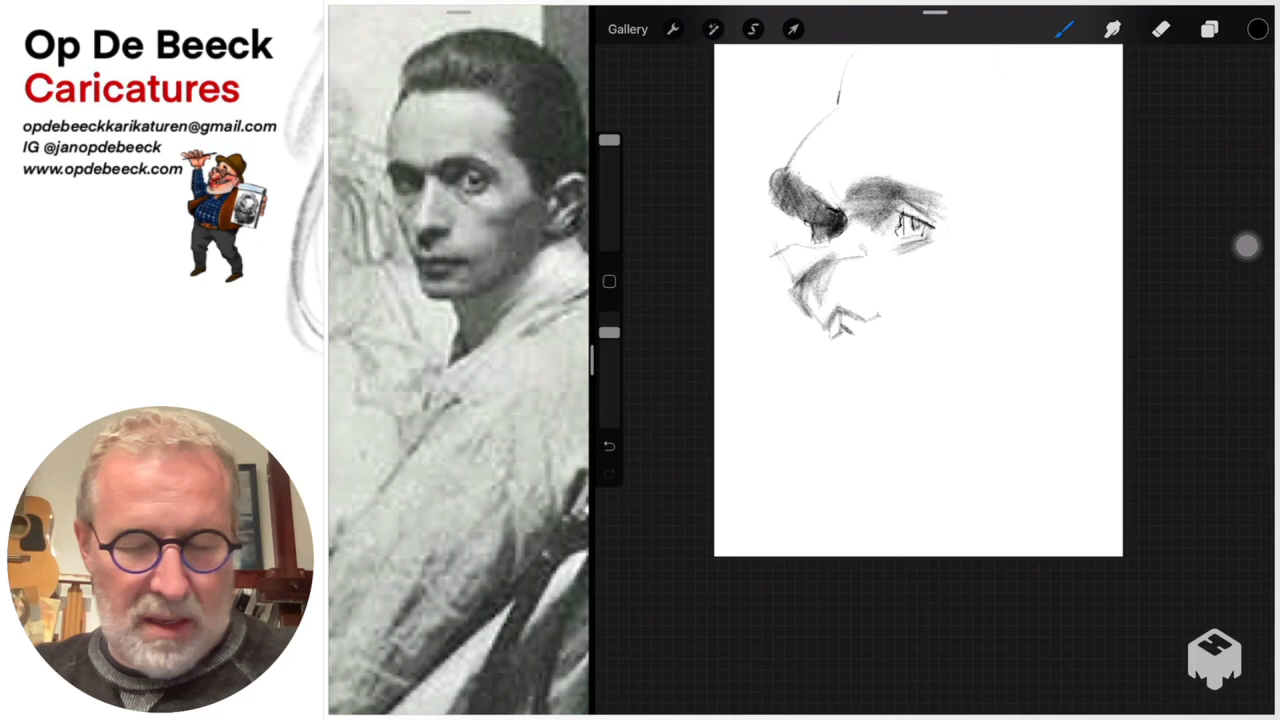 Op De Beeck
Caricatures
opdebeeckkarikaturen@gmail.com
IG @janopdebeeck
www.opdebeeck.com
Gallery